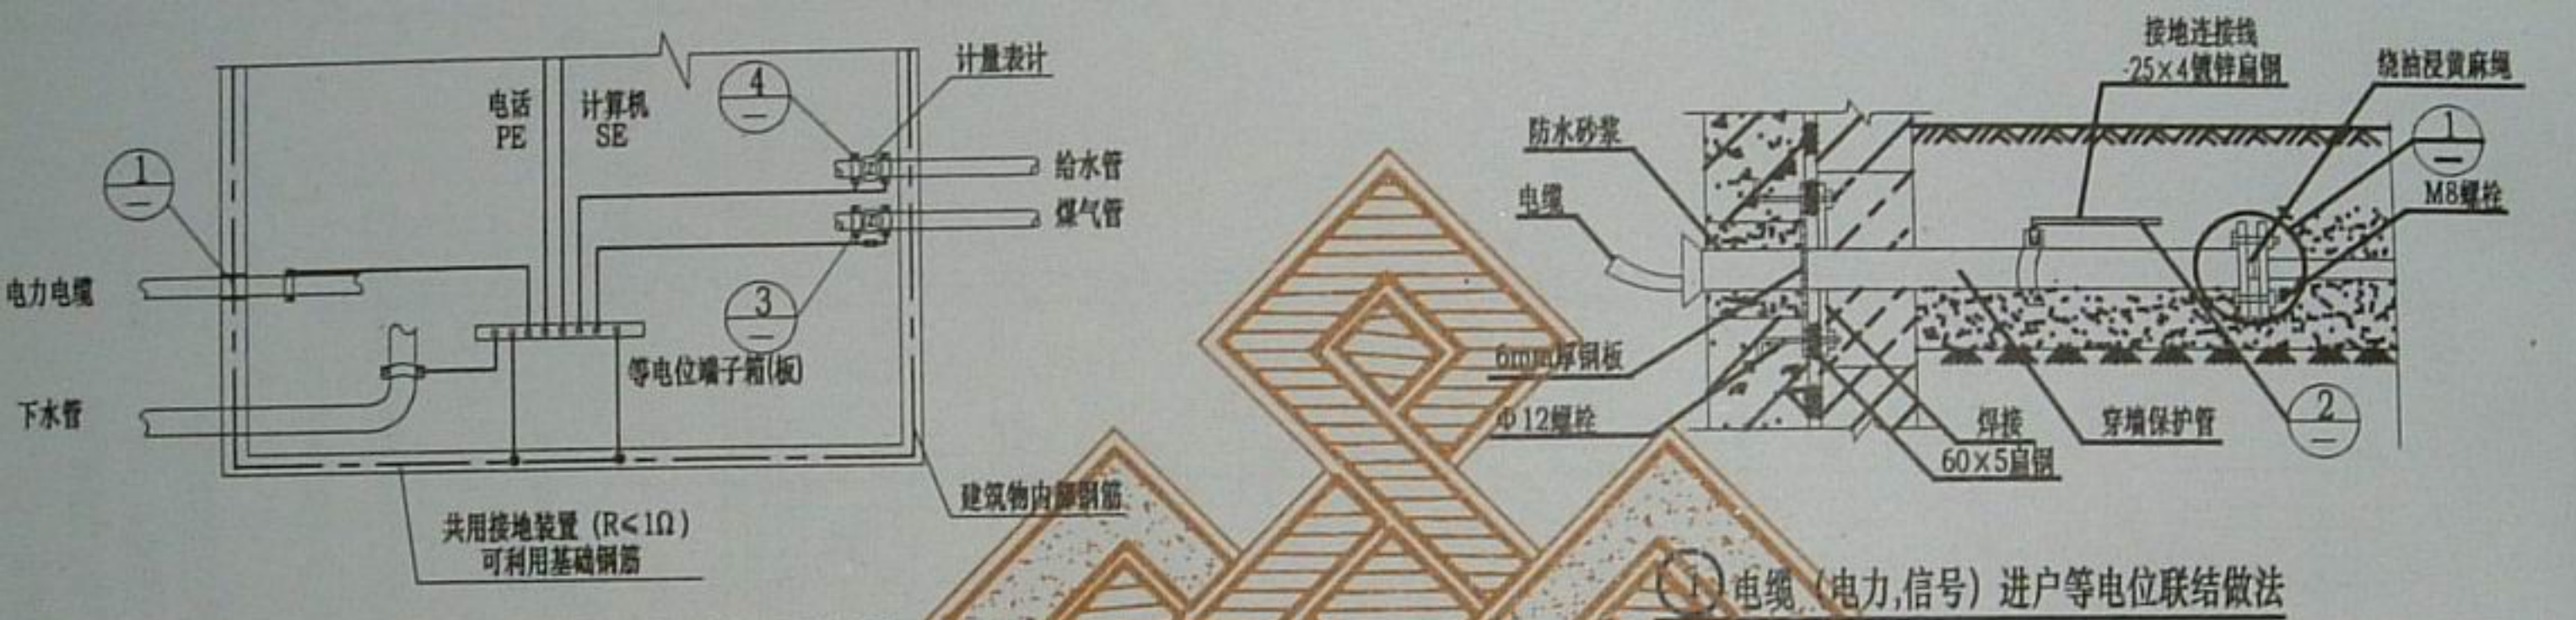 计量表计
4
—
电话
PE
计算机
SE
给水管
煤气管
1
—
电力电缆
3
—
等电位端子箱(板)
下水管
建筑物内部钢筋
共用接地装置 (R≤1Ω)
可利用基础钢筋
接地连接线
-25×4镀锌扁钢
绕油浸黄麻绳
1
—
M8螺栓
防水砂浆
电缆
6mm厚钢板
Φ12螺栓
焊接
60×5扁钢
穿墙保护管
2
—
1 电缆 (电力,信号) 进户等电位联结做法